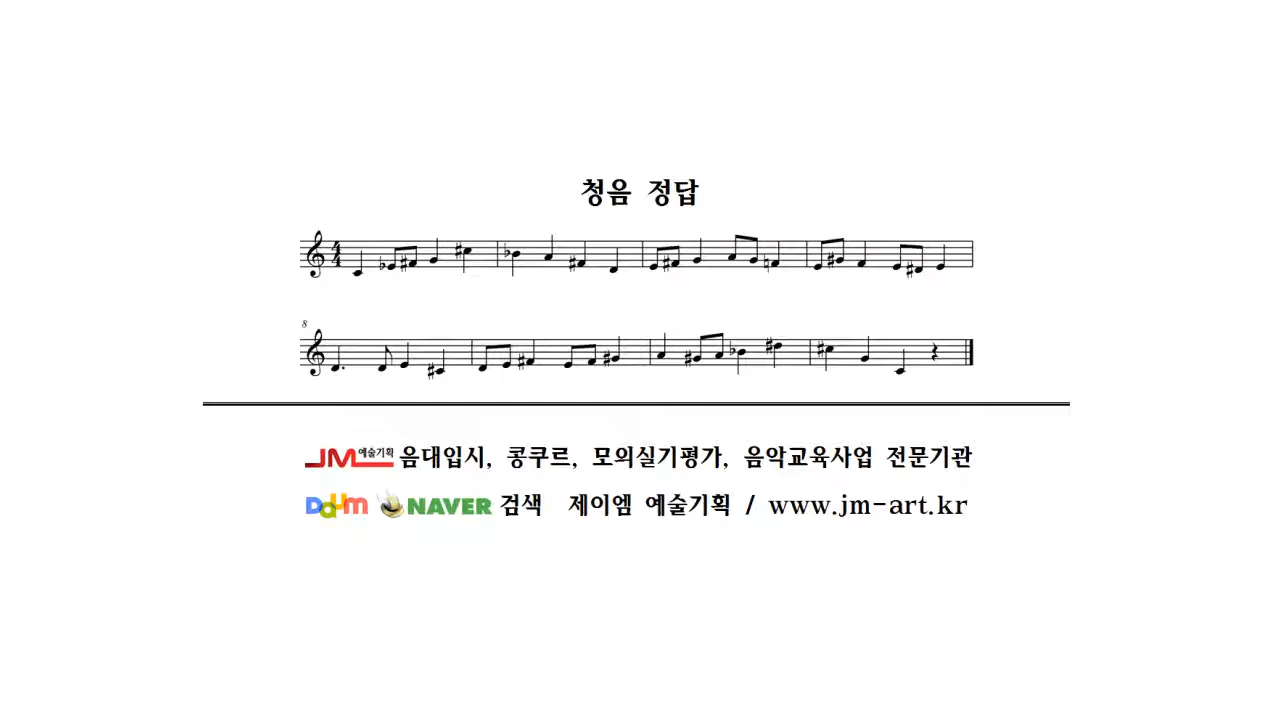 청음 정답
4
4
8
JM 예술기획 음대입시, 콩쿠르, 모의실기평가, 음악교육사업 전문기관
Daum NAVER 검색 제이엠 예술기획 / www.jm-art.kr